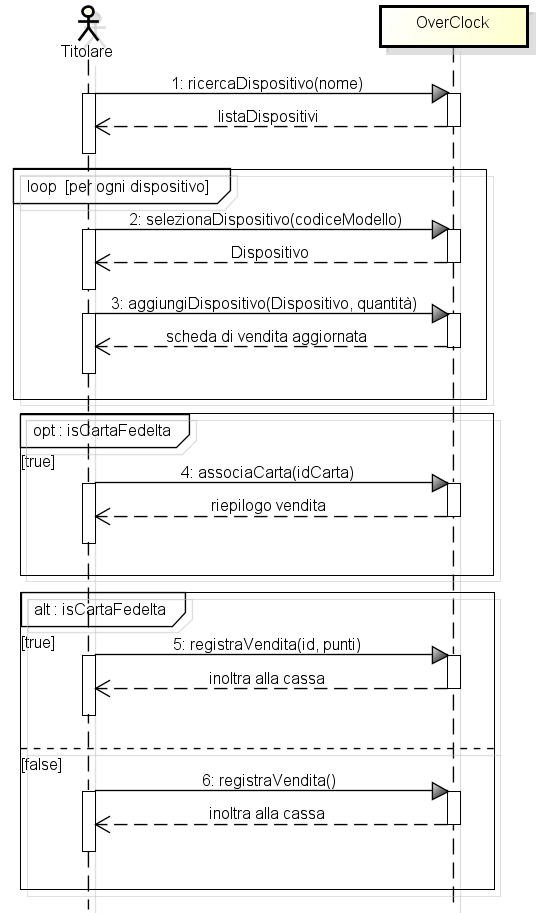 Titolare
OverClock
1: ricercaDispositivo(nome)
listaDispositivi
loop [per ogni dispositivo]
2: selezionaDispositivo(codiceModello)
Dispositivo
3: aggiungiDispositivo(Dispositivo, quantità)
scheda di vendita aggiornata
opt : isCartaFedelta
[true]
4: associaCarta(idCarta)
riepilogo vendita
alt : isCartaFedelta
[true]
5: registraVendita(id, punti)
inoltra alla cassa
[false]
6: registraVendita()
inoltra alla cassa